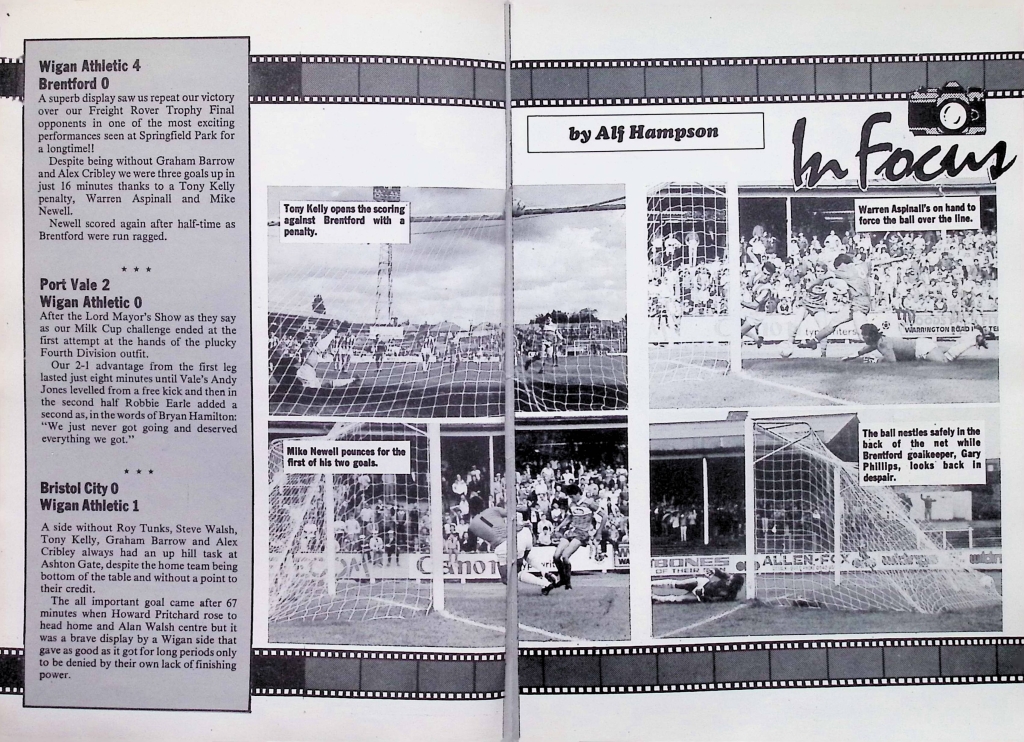 Wigan Athletic 4
Brentford 0
A superb display saw us repeat our victory
over our Freight Rover Trophy Final
opponents in one of the most exciting
performances seen at Springfield Park for
a longtime!!
Despite being without Graham Barrow
and Alex Cribley we were three goals up in
just 16 minutes thanks to a Tony Kelly
penalty, Warren Aspinall and Mike
Newell.
Newell scored again after half-time as
Brentford were run ragged.
* * *
Port Vale 2
Wigan Athletic 0
After the Lord Mayor's Show as they say
as our Milk Cup challenge ended at the
first attempt at the hands of the plucky
Fourth Division outfit.
Our 2-1 advantage from the first leg
lasted just eight minutes until Vale's Andy
Jones levelled from a free kick and then in
the second half Robbie Earle added a
second as, in the words of Bryan Hamilton:
"We just never got going and deserved
everything we got."
* * *
Bristol City 0
Wigan Athletic 1
A side without Roy Tunks, Steve Walsh,
Tony Kelly, Graham Barrow and Alex
Cribley always had an up hill task at
Ashton Gate, despite the home team being
bottom of the table and without a point to
their credit.
The all important goal came after 67
minutes when Howard Pritchard rose to
head home and Alan Walsh centre but it
was a brave display by a Wigan side that
gave as good as it got for long periods only
to be denied by their own lack of finishing
power.
by Alf Hampson
In Focus
Tony Kelly opens the scoring
against Brentford with a
penalty.
Warren Aspinall's on hand to
force the ball over the line.
Canon
typewriters
WARRINGTON ROAD
Mike Newell pounces for the
first of his two goals.
Canon
The ball nestles safely in the
back of the net while
Brentford goaikeeper, Gary
Phillips, looks back in
despair.
BONES
OF THEIR
ALLEN-FOX